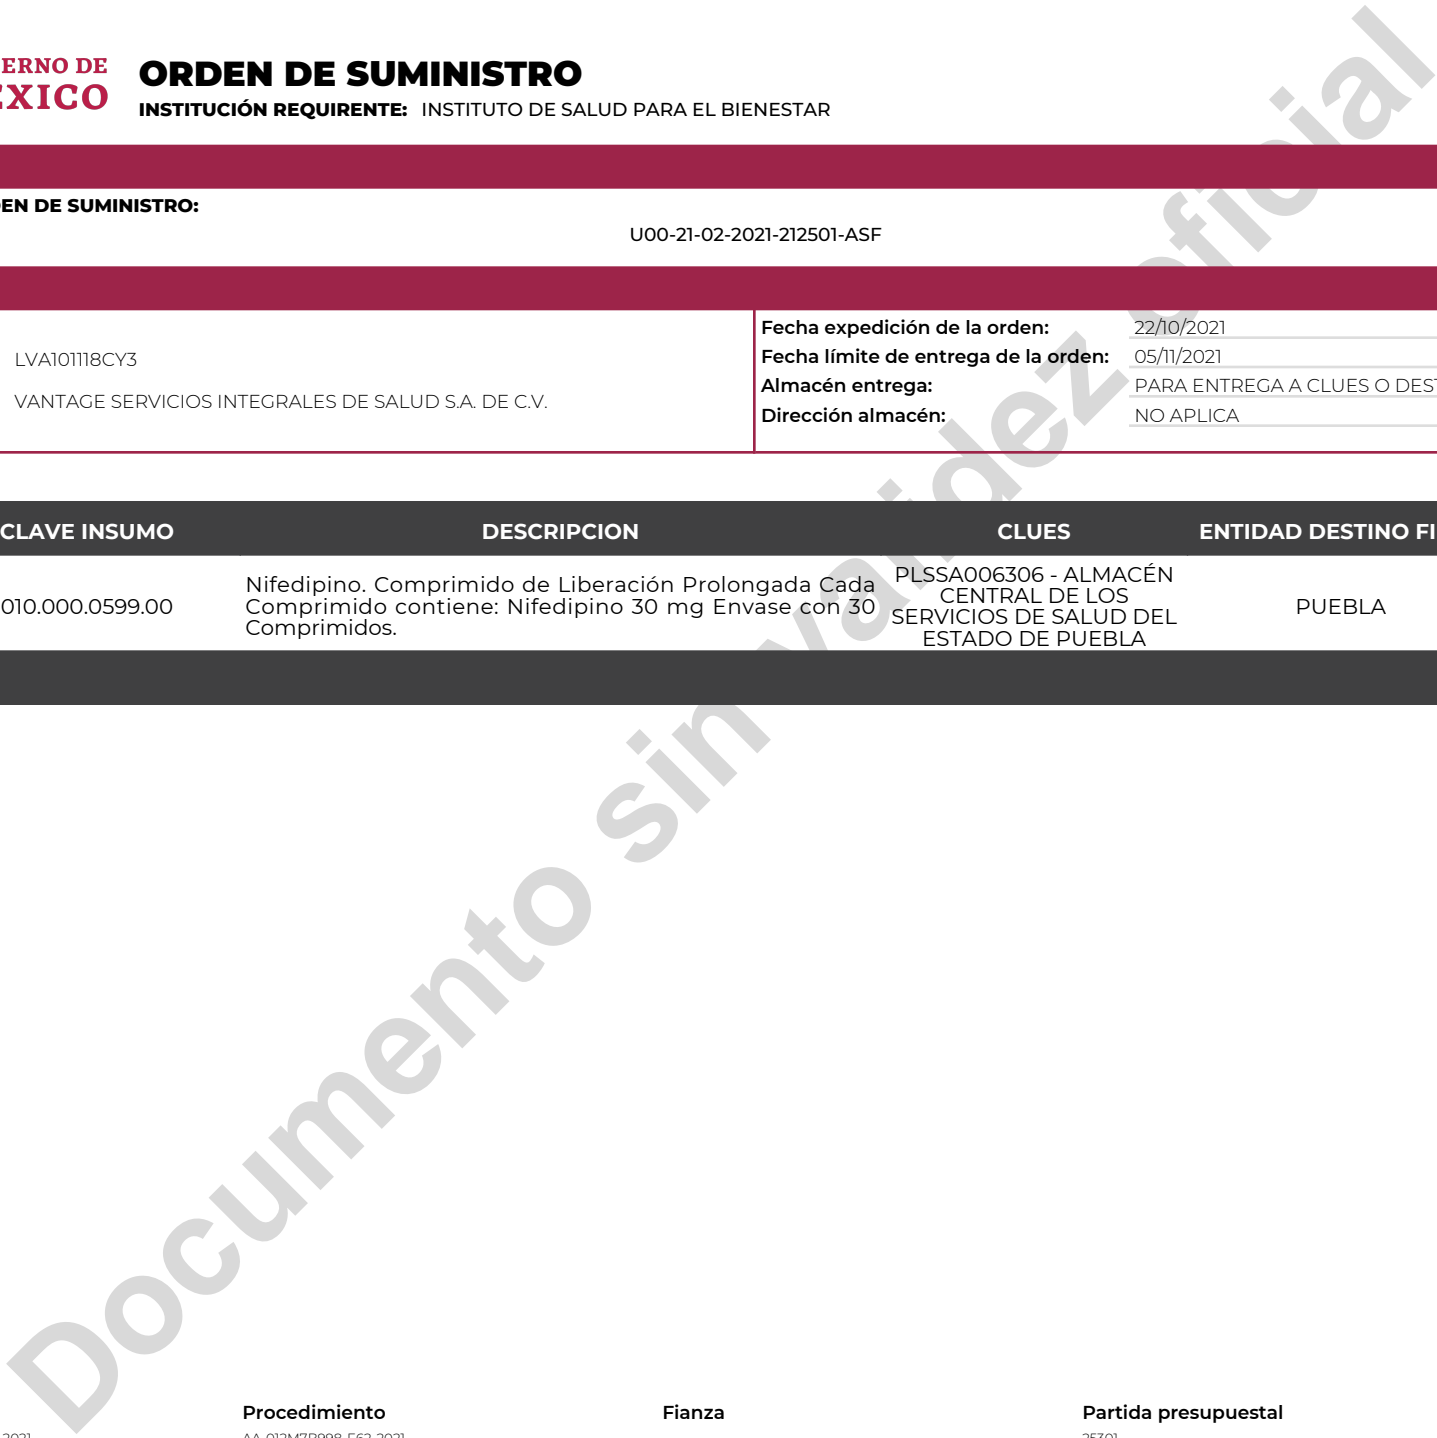 ERNO DE
ÉXICO
ORDEN DE SUMINISTRO
INSTITUCIÓN REQUIRENTE: INSTITUTO DE SALUD PARA EL BIENESTAR
EN DE SUMINISTRO:
U00-21-02-2021-212501-ASF
LVA101118CY3
VANTAGE SERVICIOS INTEGRALES DE SALUD S.A. DE C.V.
Fecha expedición de la orden: 22/10/2021
Fecha límite de entrega de la orden: 05/11/2021
Almacén entrega: PARA ENTREGA A CLUES O DEST
Dirección almacén: NO APLICA
CLAVE INSUMO DESCRIPCION CLUES ENTIDAD DESTINO FI
010.000.0599.00
Nifedipino. Comprimido de Liberación Prolongada Cada
Comprimido contiene: Nifedipino 30 mg Envase con 30
Comprimidos.
PLSSA006306 - ALMACÉN
CENTRAL DE LOS
SERVICIOS DE SALUD DEL
ESTADO DE PUEBLA
PUEBLA
Documento sin validez oficial
Procedimiento Fianza Partida presupuestal